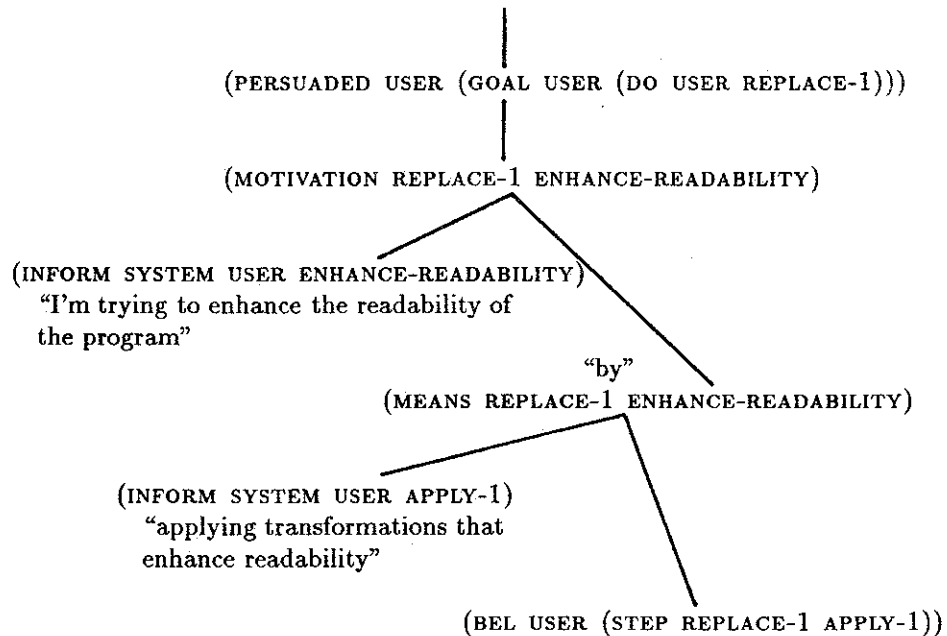 (PERSUADED USER (GOAL USER (DO USER REPLACE-1)))
(MOTIVATION REPLACE-1 ENHANCE-READABILITY)
(INFORM SYSTEM USER ENHANCE-READABILITY)
“I'm trying to enhance the readability of
the program”
“by”
(MEANS REPLACE-1 ENHANCE-READABILITY)
(INFORM SYSTEM USER APPLY-1)
“applying transformations that
enhance readability”
(BEL USER (STEP REPLACE-1 APPLY-1))